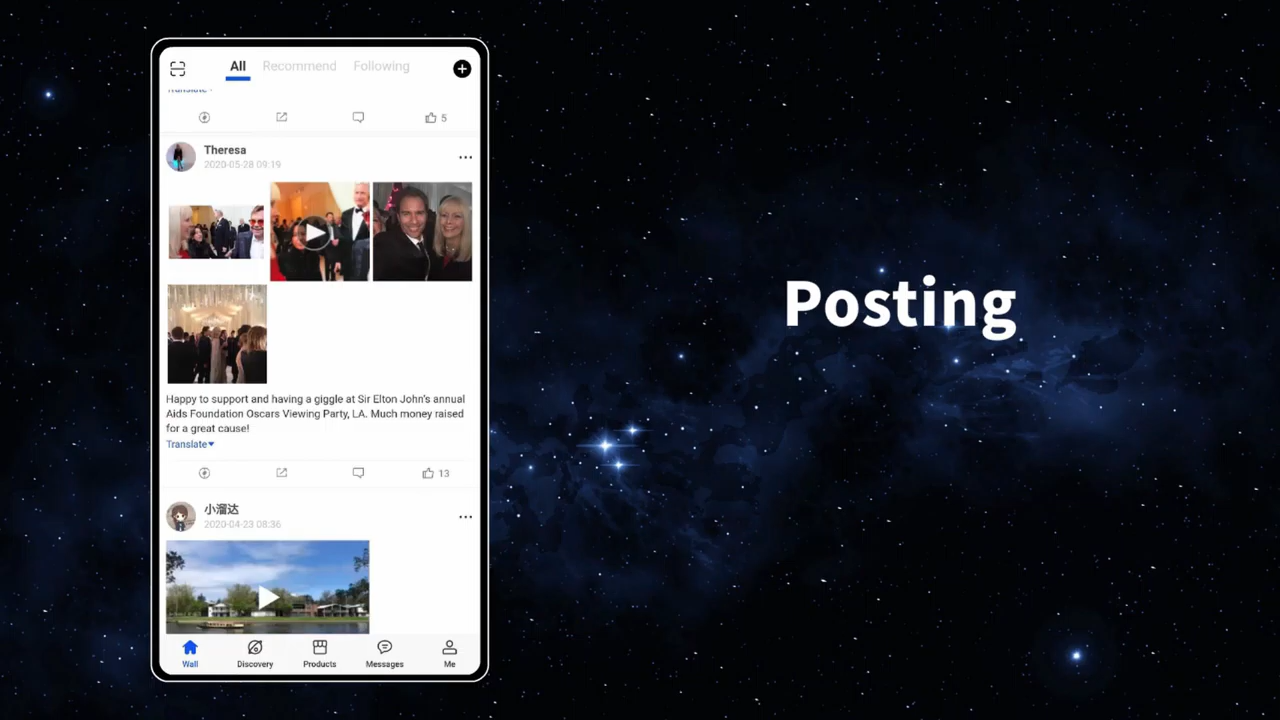 All Recommend Following
Translate
5
Theresa
2020-05-28 09:19
Happy to support and having a giggle at Sir Elton John's annual
Aids Foundation Oscars Viewing Party, LA. Much money raised
for a great cause!
Translate
13
小溜达
2020-04-23 08:36
Wall Discovery Products Messages Me
Posting